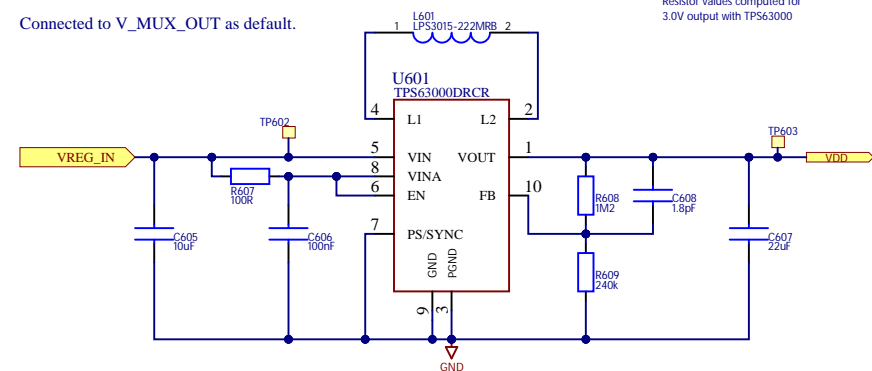 Resistor values computed for
3.0V output with TPS63000
Connected to V_MUX_OUT as default.
L601
LPS3015-222MRB
1
2
U601
TPS63000DRCR
4
L1
L2
2
TP602
TP603
VREG_IN
5
VIN
VOUT
1
VDD
8
VINA
6
EN
FB
10
R607
100R
R608
1M2
C608
1.8pF
7
PS/SYNC
C605
10uF
C606
100nF
C607
22uF
GND
PGND
R609
240k
9
3
GND